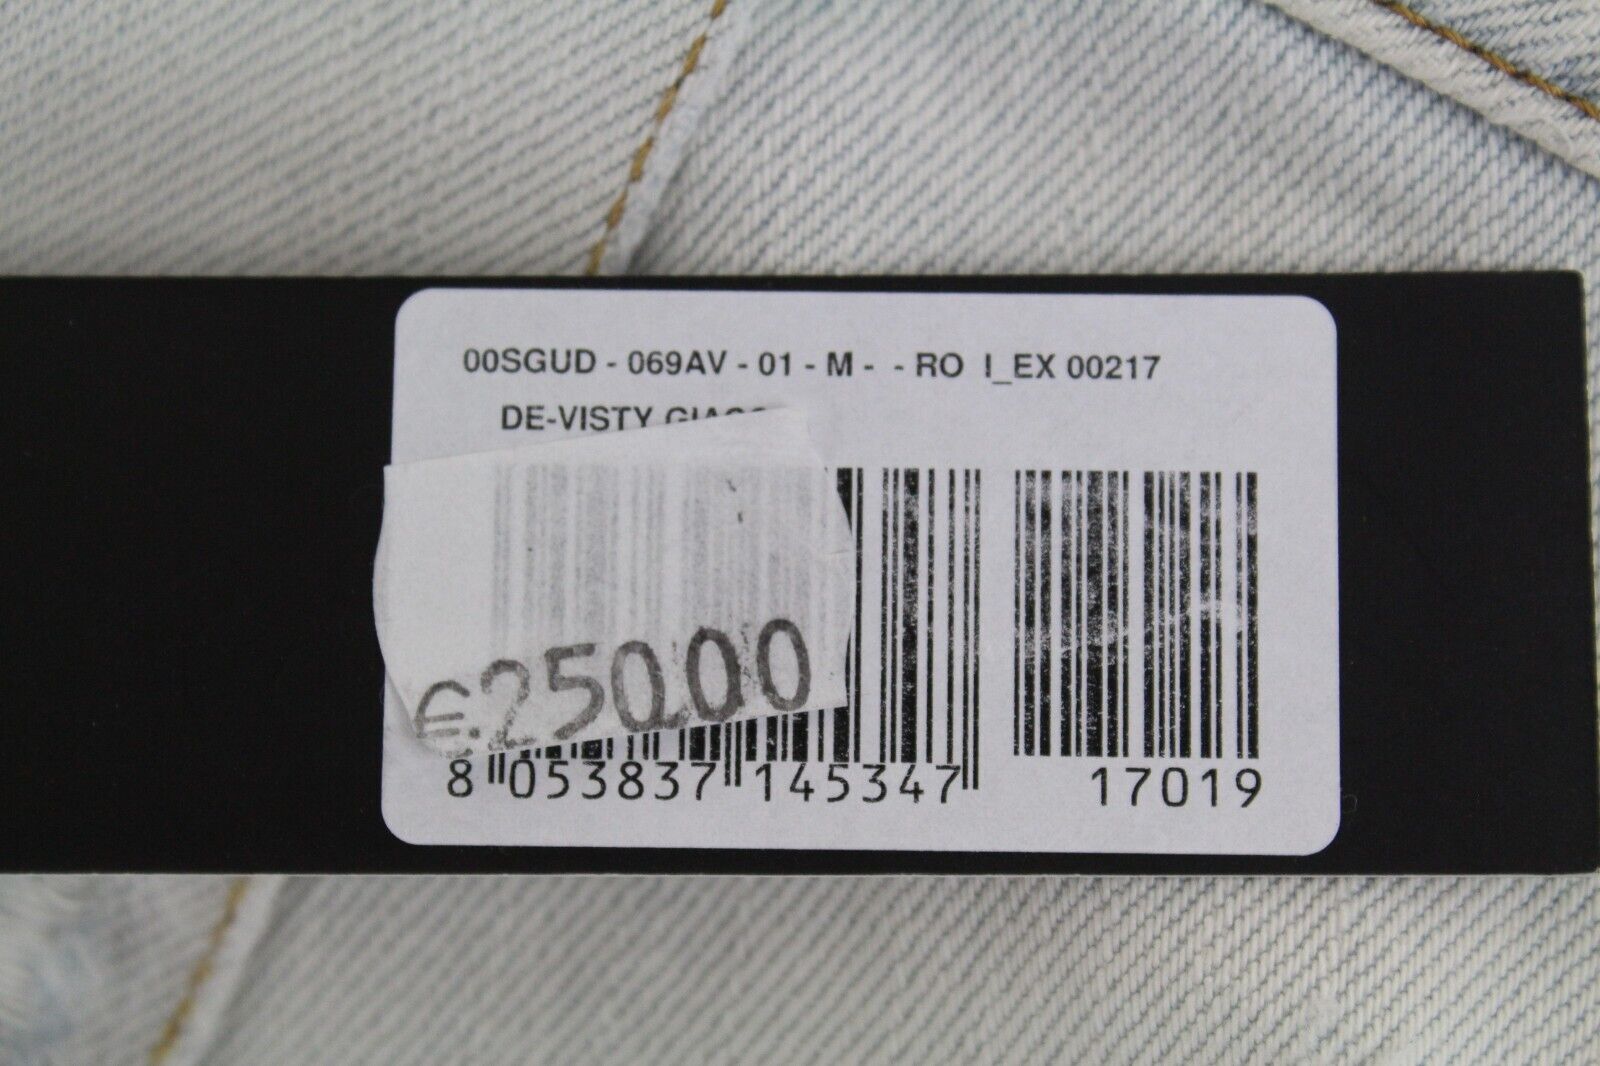 00SGUD - 069AV - 01 - M - - RO I_EX 00217
DE-VISTY
€.250.00
8 053837 145347 17019